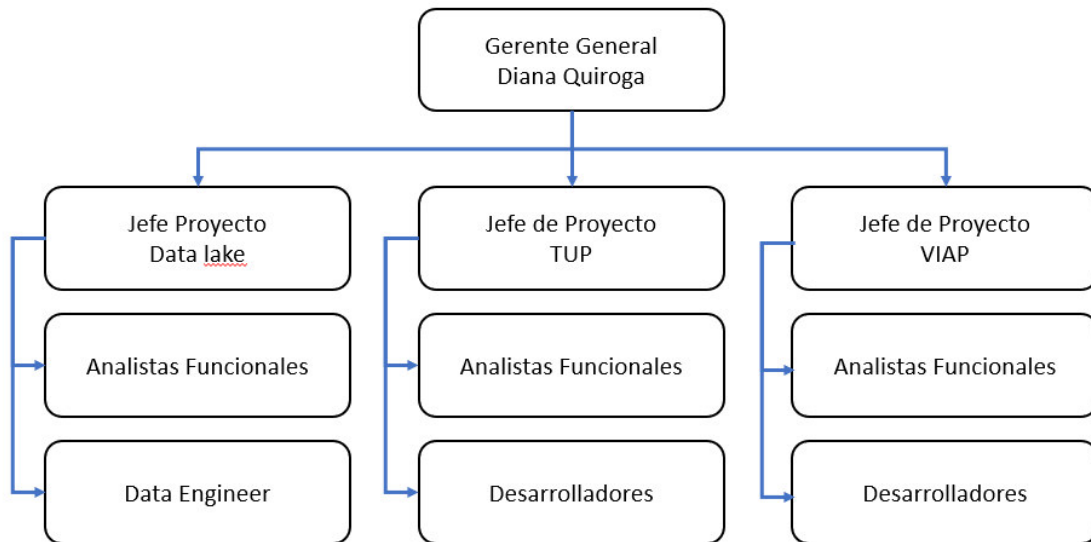 Gerente General
Diana Quiroga
Jefe Proyecto
Data lake
Jefe de Proyecto
TUP
Jefe de Proyecto
VIAP
Analistas Funcionales
Analistas Funcionales
Analistas Funcionales
Data Engineer
Desarrolladores
Desarrolladores